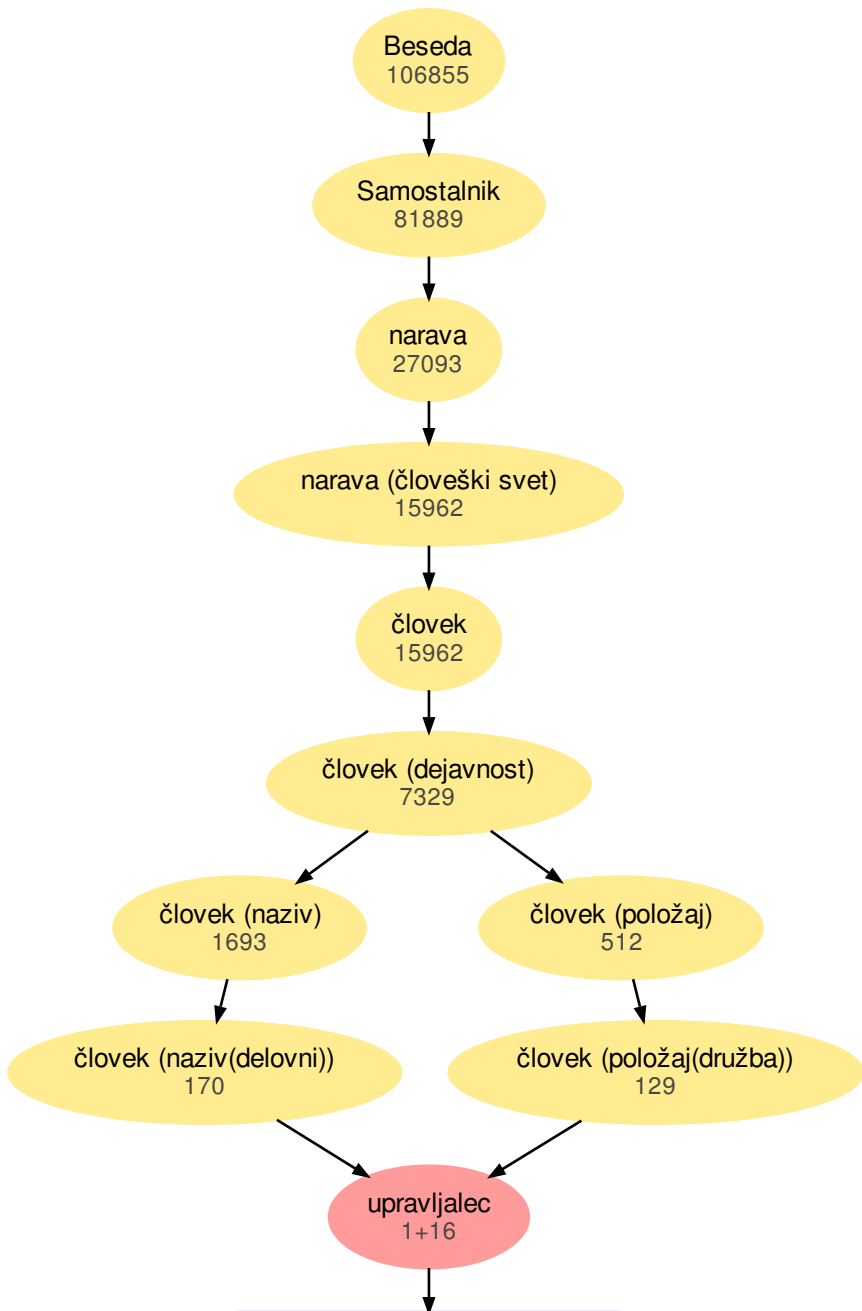 Beseda
106855
Samostalnik
81889
narava
27093
narava (človeški svet)
15962
človek
15962
človek (dejavnost)
7329
človek (naziv)
1693
človek (položaj)
512
človek (naziv(delovni))
170
človek (položaj(družba))
129
upravljalec
1+16